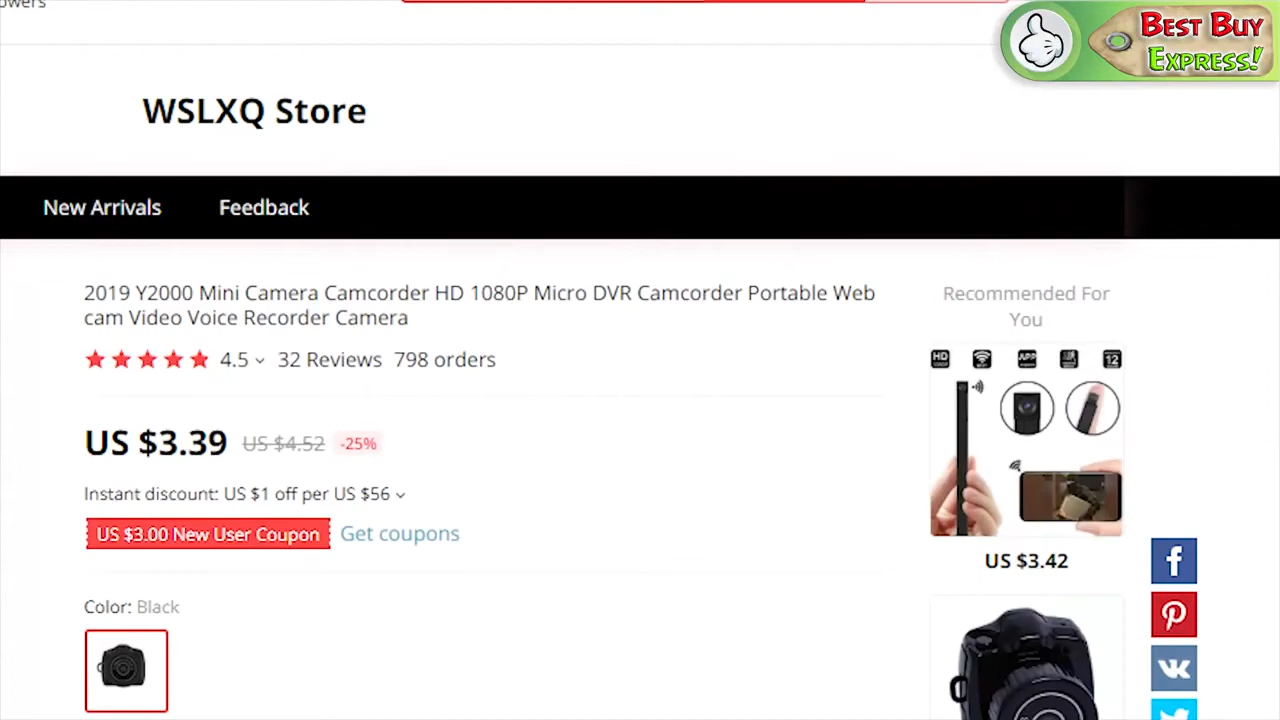 BEST BUY
EXPRESS!
WSLXQ Store
New Arrivals
Feedback
2019 Y2000 Mini Camera Camcorder HD 1080P Micro DVR Camcorder Portable Web
cam Video Voice Recorder Camera
4.5 32 Reviews 798 orders
US $3.39 US $4.52 -25%
Instant discount: US $1 off per US $56
US $3.00 New User Coupon Get coupons
Color: Black
Recommended For
You
HD APP 12
US $3.42